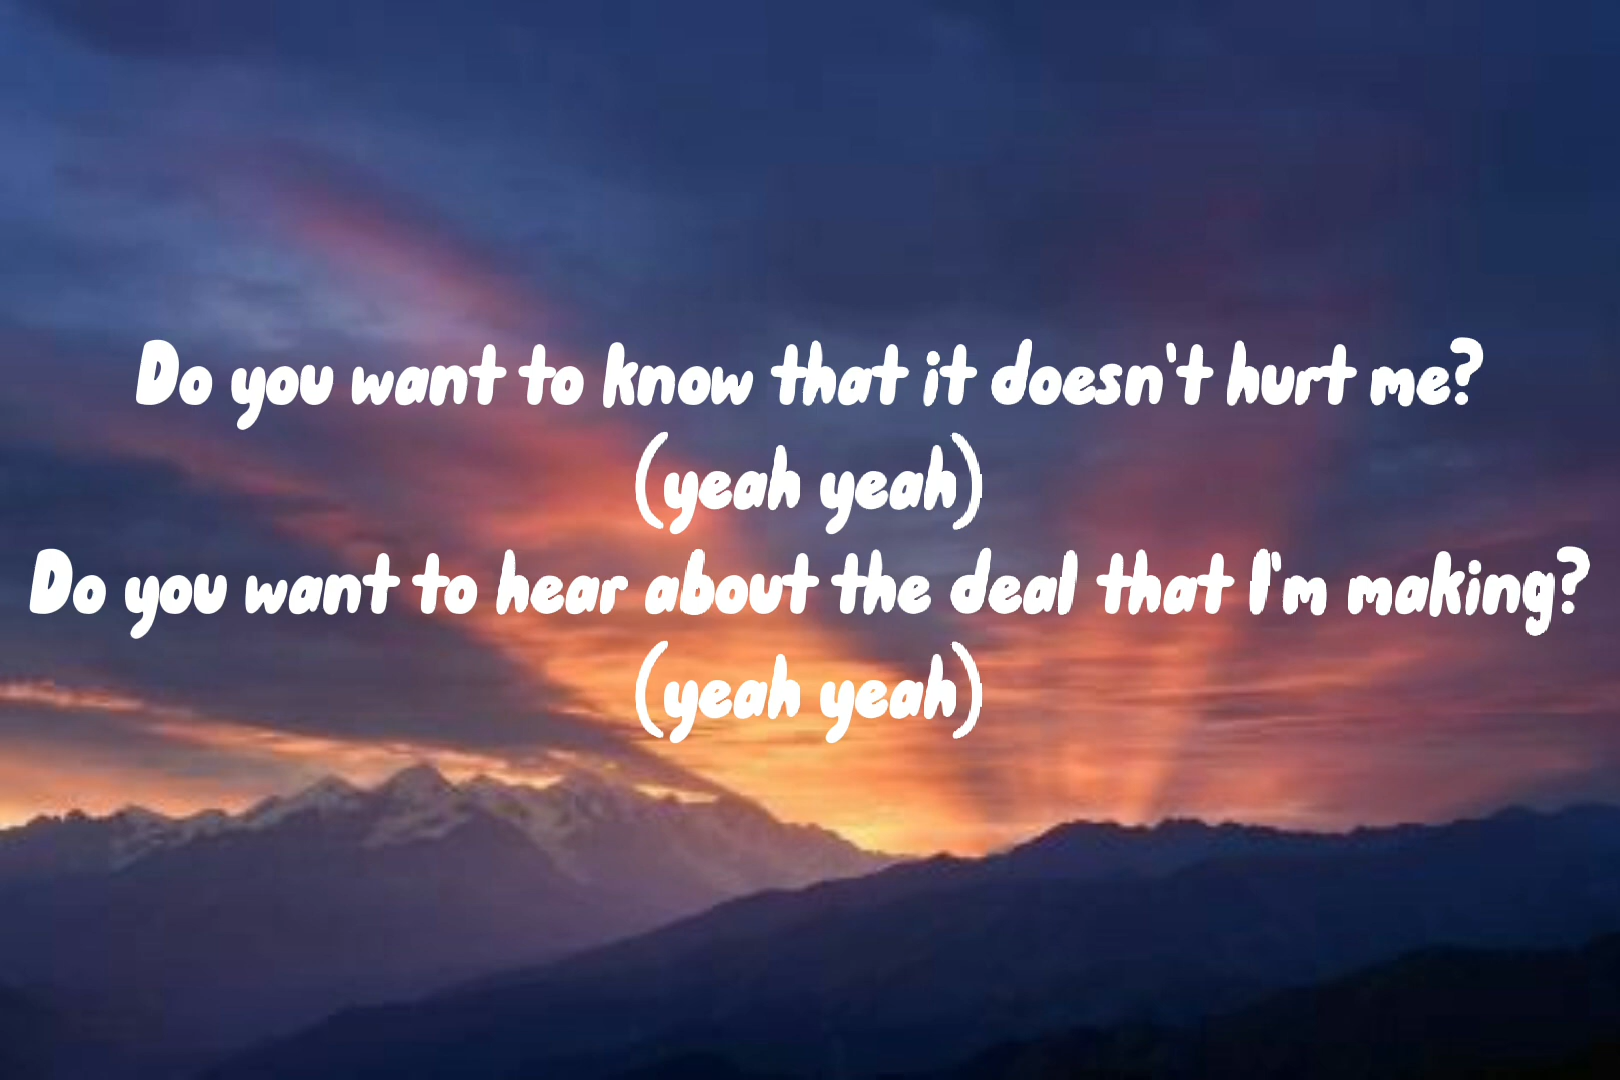 Do you want to know that it doesn't hurt me?
(yeah yeah)
Do you want to hear about the deal that I'm making?
(yeah yeah)